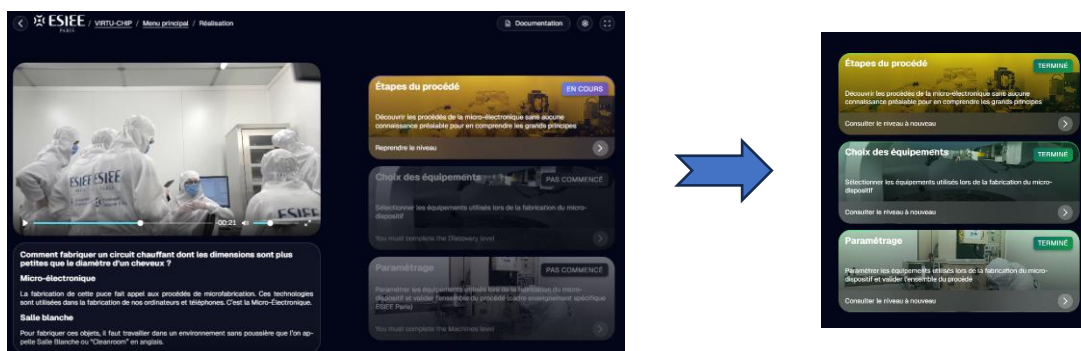 ESIEE PARIS / VIRTU-CHIP / Menu principal / Réalisation
Documentation
ESIEE ESIEE
ESIEE
-00:21
Comment fabriquer un circuit chauffant dont les dimensions sont plus
petites que le diamètre d'un cheveux ?
Micro-électronique
La fabrication de cette puce fait appel aux procédés de microfabrication. Ces technologies
sont utilisées dans la fabrication de nos ordinateurs et téléphones. C'est la Micro-Électronique.
Salle blanche
Pour fabriquer ces objets, il faut travailler dans un environnement sans poussière que l'on ap-
pelle Salle Blanche ou "Cleanroom" en anglais.
Étapes du procédé
EN COURS
Découvrir les procédés de la micro-électronique sans aucune
connaissance préalable pour en comprendre les grands principes
Reprendre le niveau
Choix des équipements
PAS COMMENCÉ
Sélectionner les équipements utilisés lors de la fabrication du micro-
dispositif
You must complete the Discovery level
Paramétrage
PAS COMMENCÉ
Paramétrer les équipements utilisés lors de la fabrication du micro-
dispositif et valider l'ensemble du procédé (cadre enseignement spécifique
ESIEE Paris)
You must complete the Machines level
Étapes du procédé
TERMINÉ
Découvrir les procédés de la micro-électronique sans aucune
connaissance préalable pour en comprendre les grands principes
Consulter le niveau à nouveau
Choix des équipements
TERMINÉ
Sélectionner les équipements utilisés lors de la fabrication du micro-
dispositif
Consulter le niveau à nouveau
Paramétrage
TERMINÉ
Paramétrer les équipements utilisés lors de la fabrication du micro-
dispositif et valider l'ensemble du procédé
Consulter le niveau à nouveau